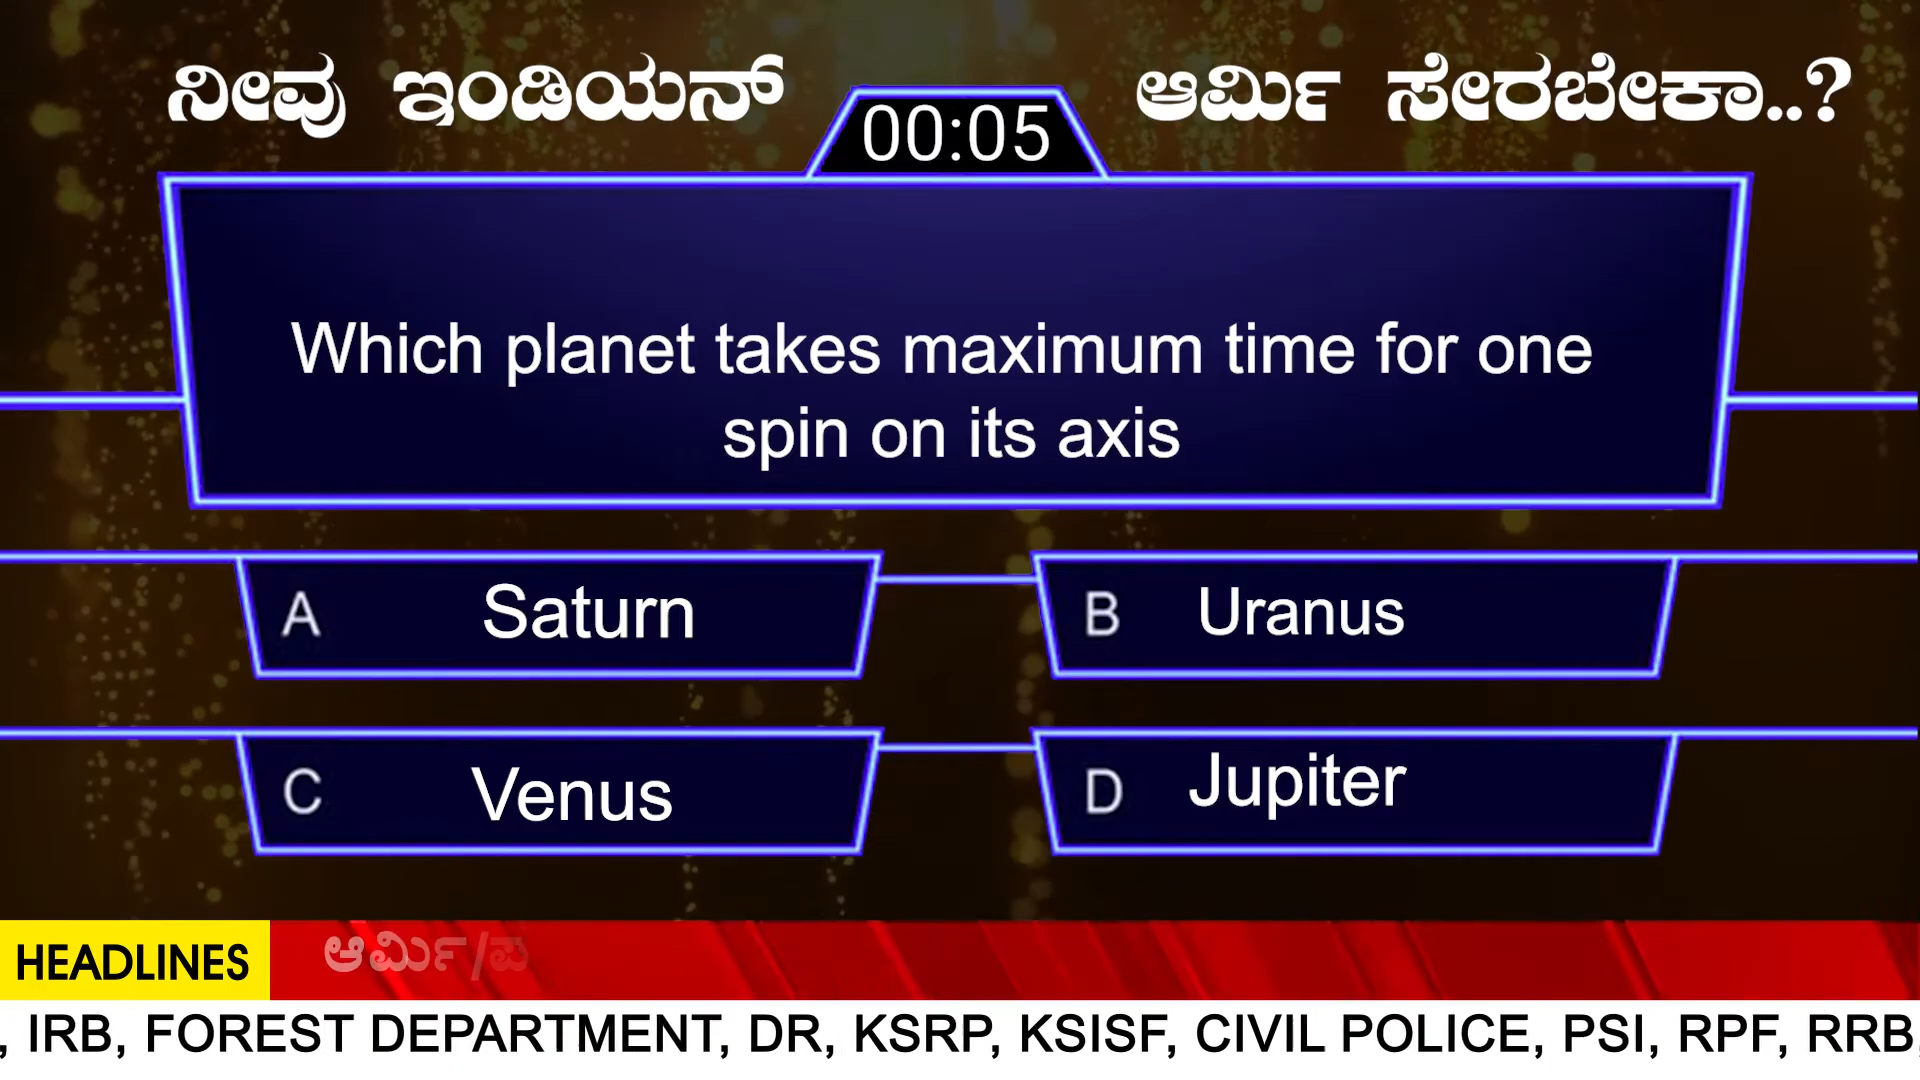 ನೀವು ಇಂಡಿಯನ್ ಆರ್ಮಿ ಸೇರಬೇಕಾ..?
00:05
Which planet takes maximum time for one
spin on its axis
A Saturn
B Uranus
C Venus
D Jupiter
HEADLINES ಆರ್ಮಿ/ಪ
, IRB, FOREST DEPARTMENT, DR, KSRP, KSISF, CIVIL POLICE, PSI, RPF, RRB,